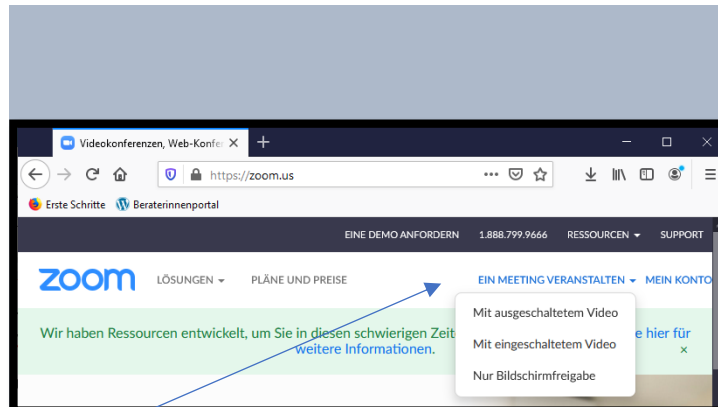 Videokonferenzen, Web-Konfe
https://zoom.us
Erste Schritte Beraterinnenportal
EINE DEMO ANFORDERN 1.888.799.9666 RESSOURCEN SUPPORT
zoom LÖSUNGEN PLÄNE UND PREISE EIN MEETING VERANSTALTEN MEIN KONTO
Mit ausgeschaltetem Video
Mit eingeschaltetem Video
Nur Bildschirmfreigabe
Wir haben Ressourcen entwickelt, um Sie in diesen schwierigen Zeit e hier für
weitere Informationen.